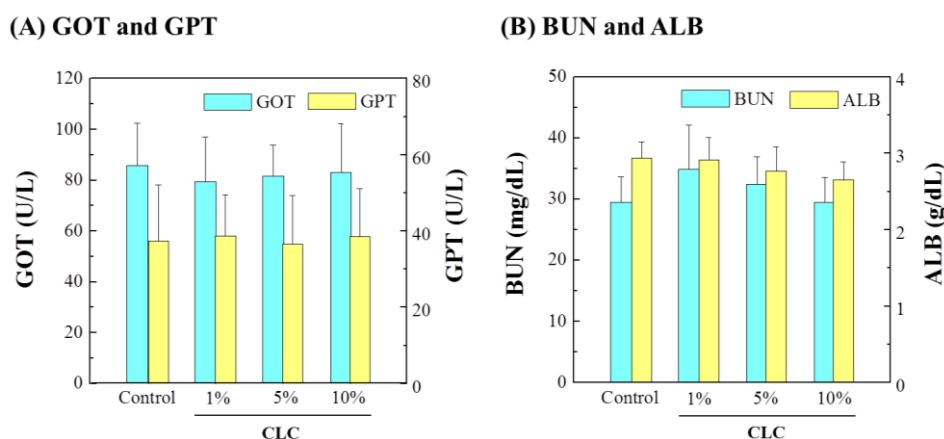 (A) GOT and GPT
120
100
80
60
40
20
0
GOT (U/L)
GOT
GPT
80
60
40
20
0
GPT (U/L)
Control
1%
5%
10%
CLC
(B) BUN and ALB
50
40
30
20
10
0
BUN (mg/dL)
BUN
ALB
4
3
2
1
0
ALB (g/dL)
Control
1%
5%
10%
CLC